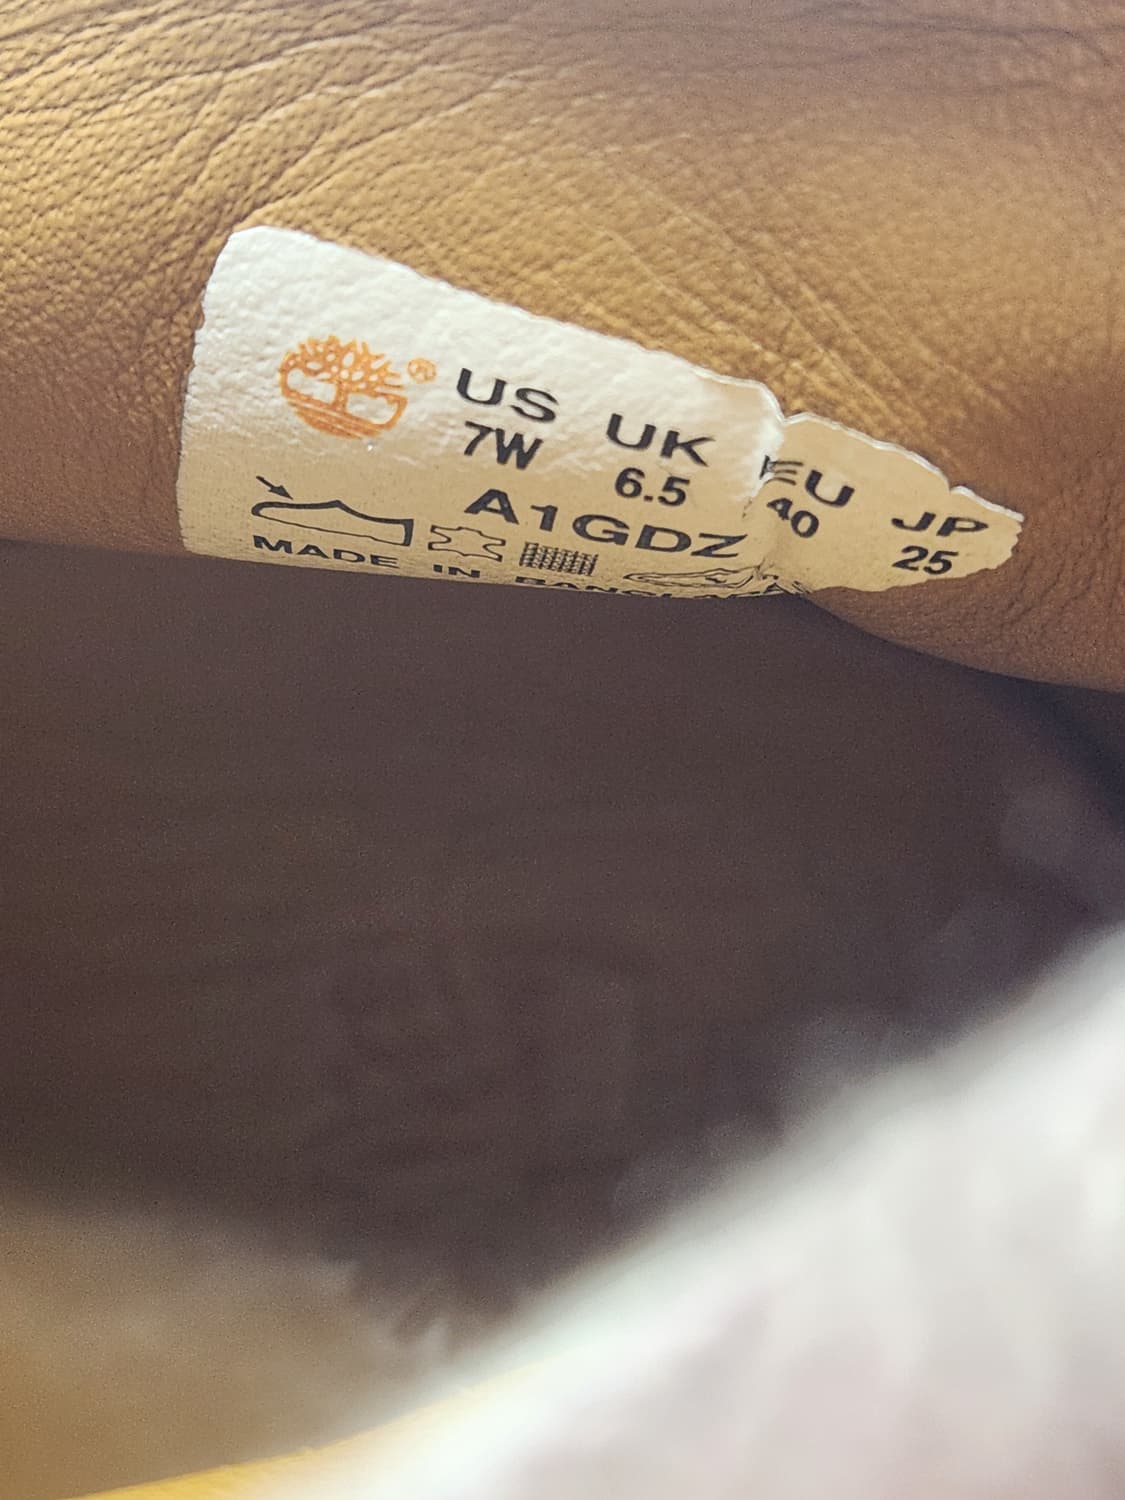 ® US UK EU JP
7W 6.5 40 25
A1GDZ
MADE IN